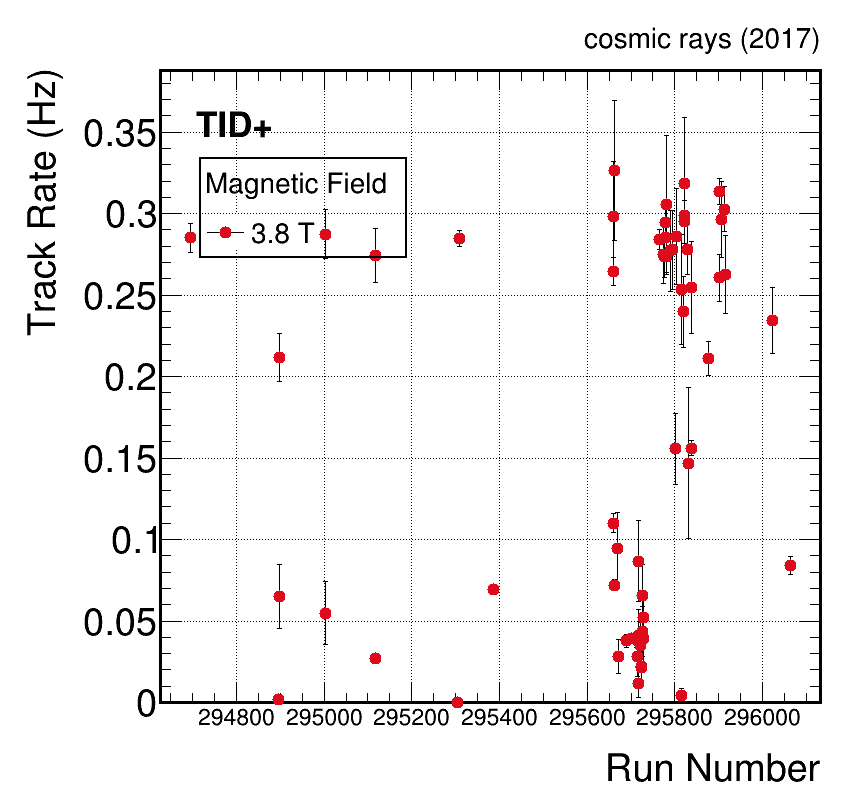 cosmic rays (2017)
Track Rate (Hz)
TID+
Magnetic Field
3.8 T
0.35
0.3
0.25
0.2
0.15
0.1
0.05
0
294800 295000 295200 295400 295600 295800 296000
Run Number